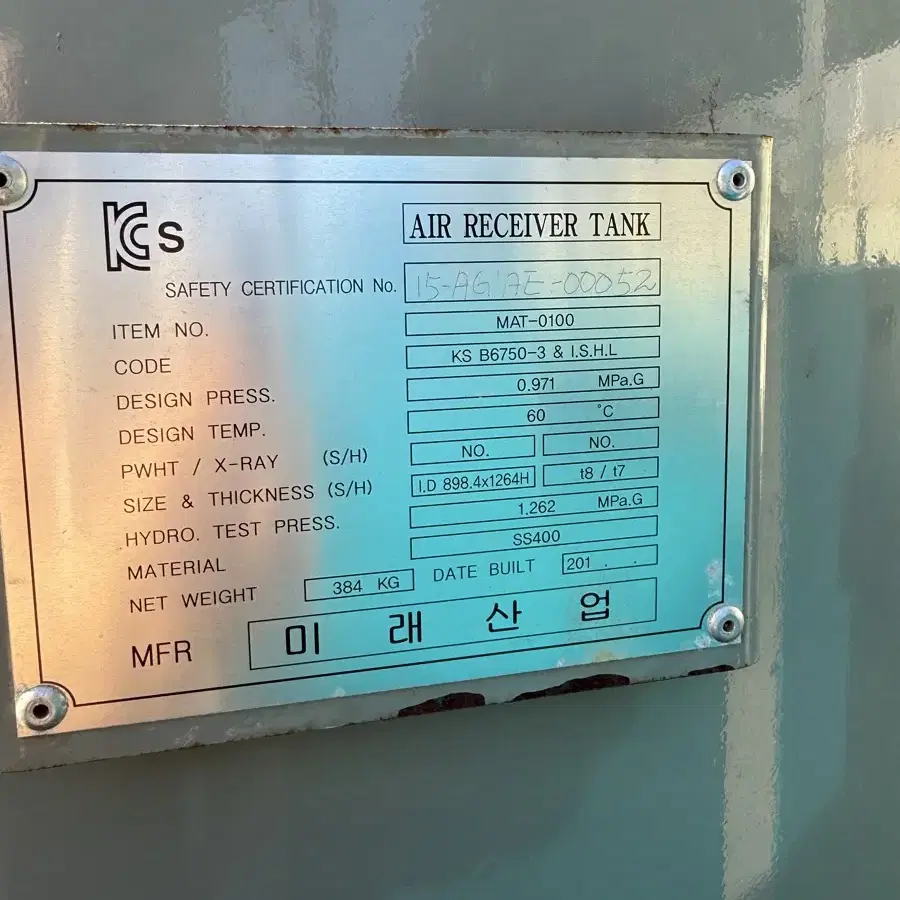 KCs
AIR RECEIVER TANK
SAFETY CERTIFICATION No. 15-AG1AE-00052
ITEM NO. MAT-0100
CODE KS B6750-3 & I.S.H.L
DESIGN PRESS. 0.971 MPa.G
DESIGN TEMP. 60 °C
PWHT / X-RAY (S/H) NO. NO.
SIZE & THICKNESS (S/H) I.D 898.4x1264H t8 / t7
HYDRO. TEST PRESS. 1.262 MPa.G
MATERIAL SS400
NET WEIGHT 384 KG DATE BUILT 201 . .
MFR 미래산업